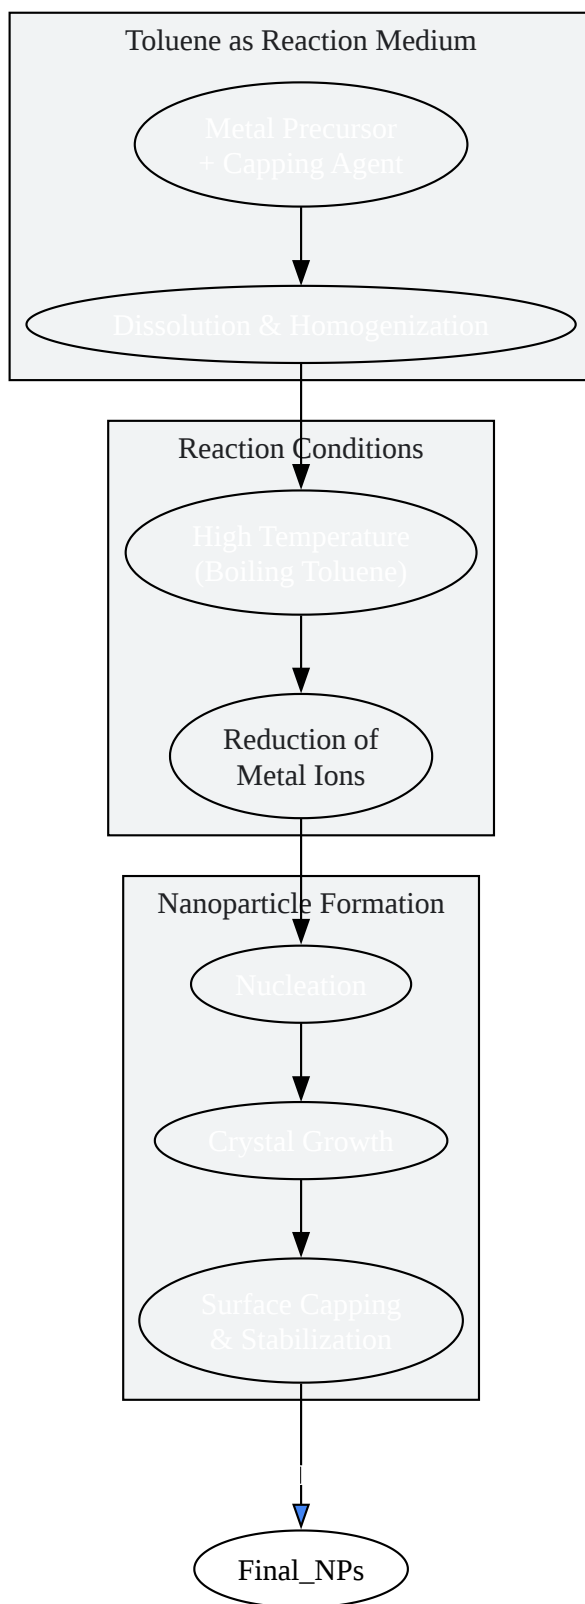 Toluene as Reaction Medium
Metal Precursor
+ Capping Agent
Dissolution & Homogenization
Reaction Conditions
High Temperature
(Boiling Toluene)
Reduction of
Metal Ions
Nanoparticle Formation
Nucleation
Crystal Growth
Surface Capping
& Stabilization
Final_NPs